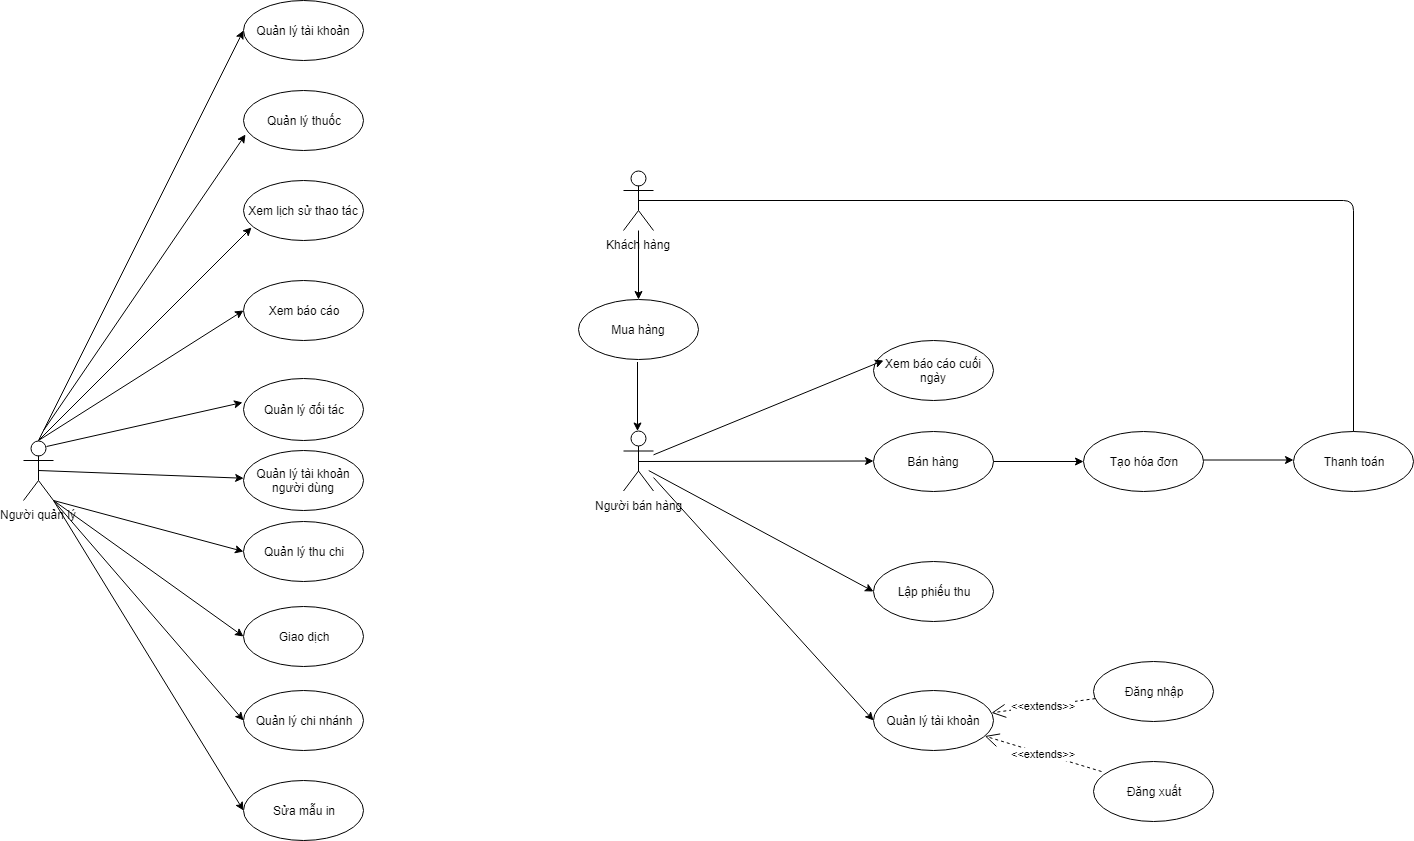 Quản lý tài khoản
Quản lý thuốc
Xem lịch sử thao tác
Xem báo cáo
Quản lý đối tác
Quản lý tài khoản
người dùng
Người quản lý
Quản lý thu chi
Giao dịch
Quản lý chi nhánh
Sửa mẫu in
Khách hàng
Mua hàng
Xem báo cáo cuối
ngày
Bán hàng
Tạo hóa đơn
Thanh toán
Người bán hàng
Lập phiếu thu
Quản lý tài khoản
<<extends>>
Đăng nhập
<<extends>>
Đăng xuất